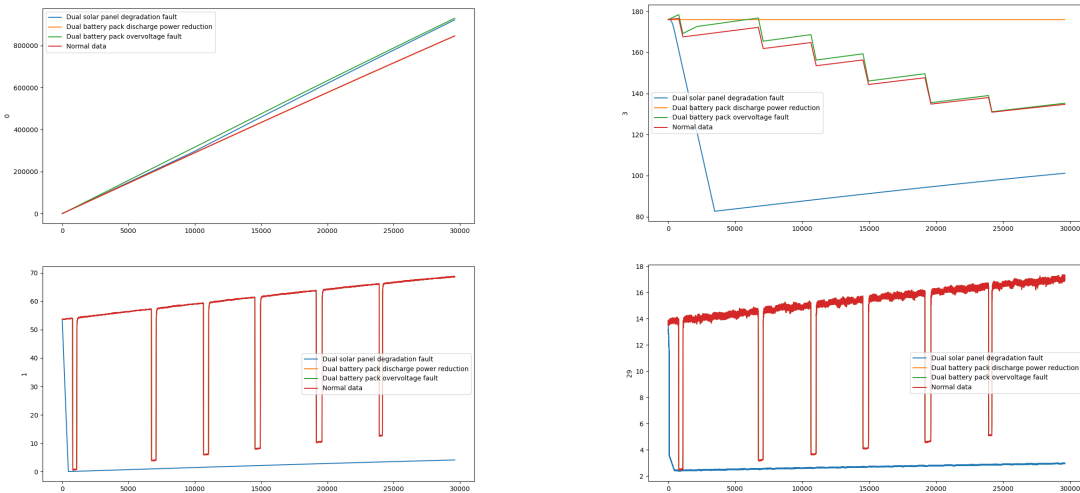 Dual solar panel degradation fault
Dual battery pack discharge power reduction
Dual battery pack overvoltage fault
Normal data
800000
600000
400000
200000
0
0
0 5000 10000 15000 20000 25000 30000
180
160
140
120
100
80
3
Dual solar panel degradation fault
Dual battery pack discharge power reduction
Dual battery pack overvoltage fault
Normal data
0 5000 10000 15000 20000 25000 30000
70
60
50
40
30
20
10
0
1
Dual solar panel degradation fault
Dual battery pack discharge power reduction
Dual battery pack overvoltage fault
Normal data
0 5000 10000 15000 20000 25000 30000
18
16
14
12
10
8
6
4
2
29
Dual solar panel degradation fault
Dual battery pack discharge power reduction
Dual battery pack overvoltage fault
Normal data
0 5000 10000 15000 20000 25000 30000